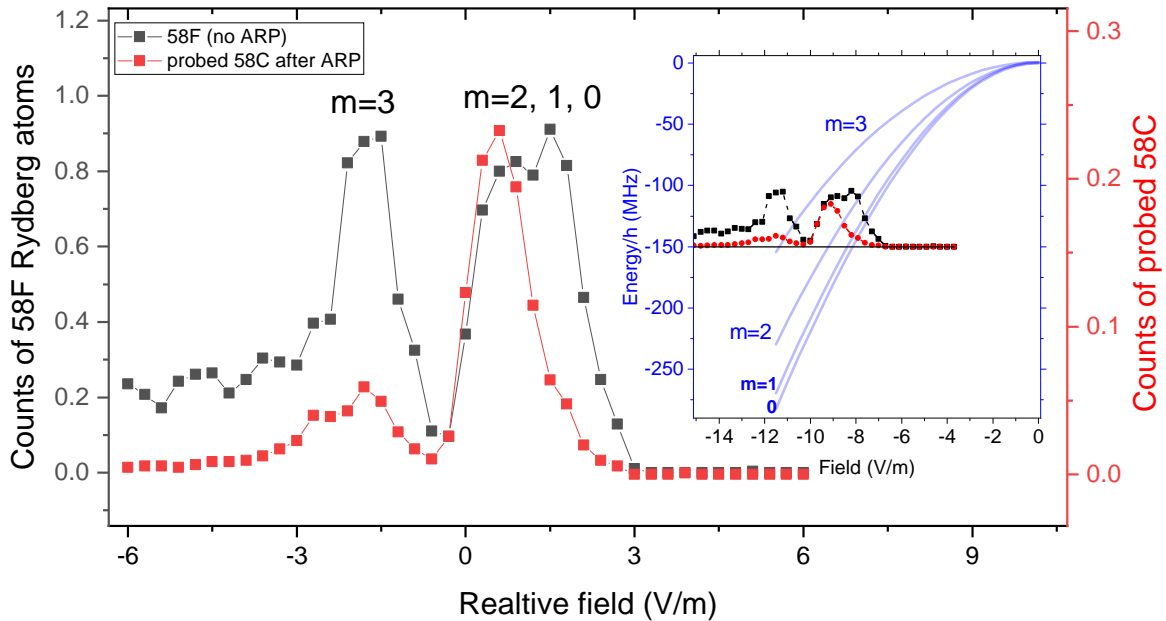 58F (no ARP)
probed 58C after ARP
m=3
m=2, 1, 0
Counts of 58F Rydberg atoms
1.2
1.0
0.8
0.6
0.4
0.2
0.0
-6
-3
0
3
6
9
Realtive field (V/m)
0.3
0.2
0.1
0.0
Counts of probed 58C
Energy/h (MHz)
0
-50
-100
-150
-200
-250
m=3
m=2
m=1
0
-14
-12
-10
-8
-6
-4
-2
0
Field (V/m)